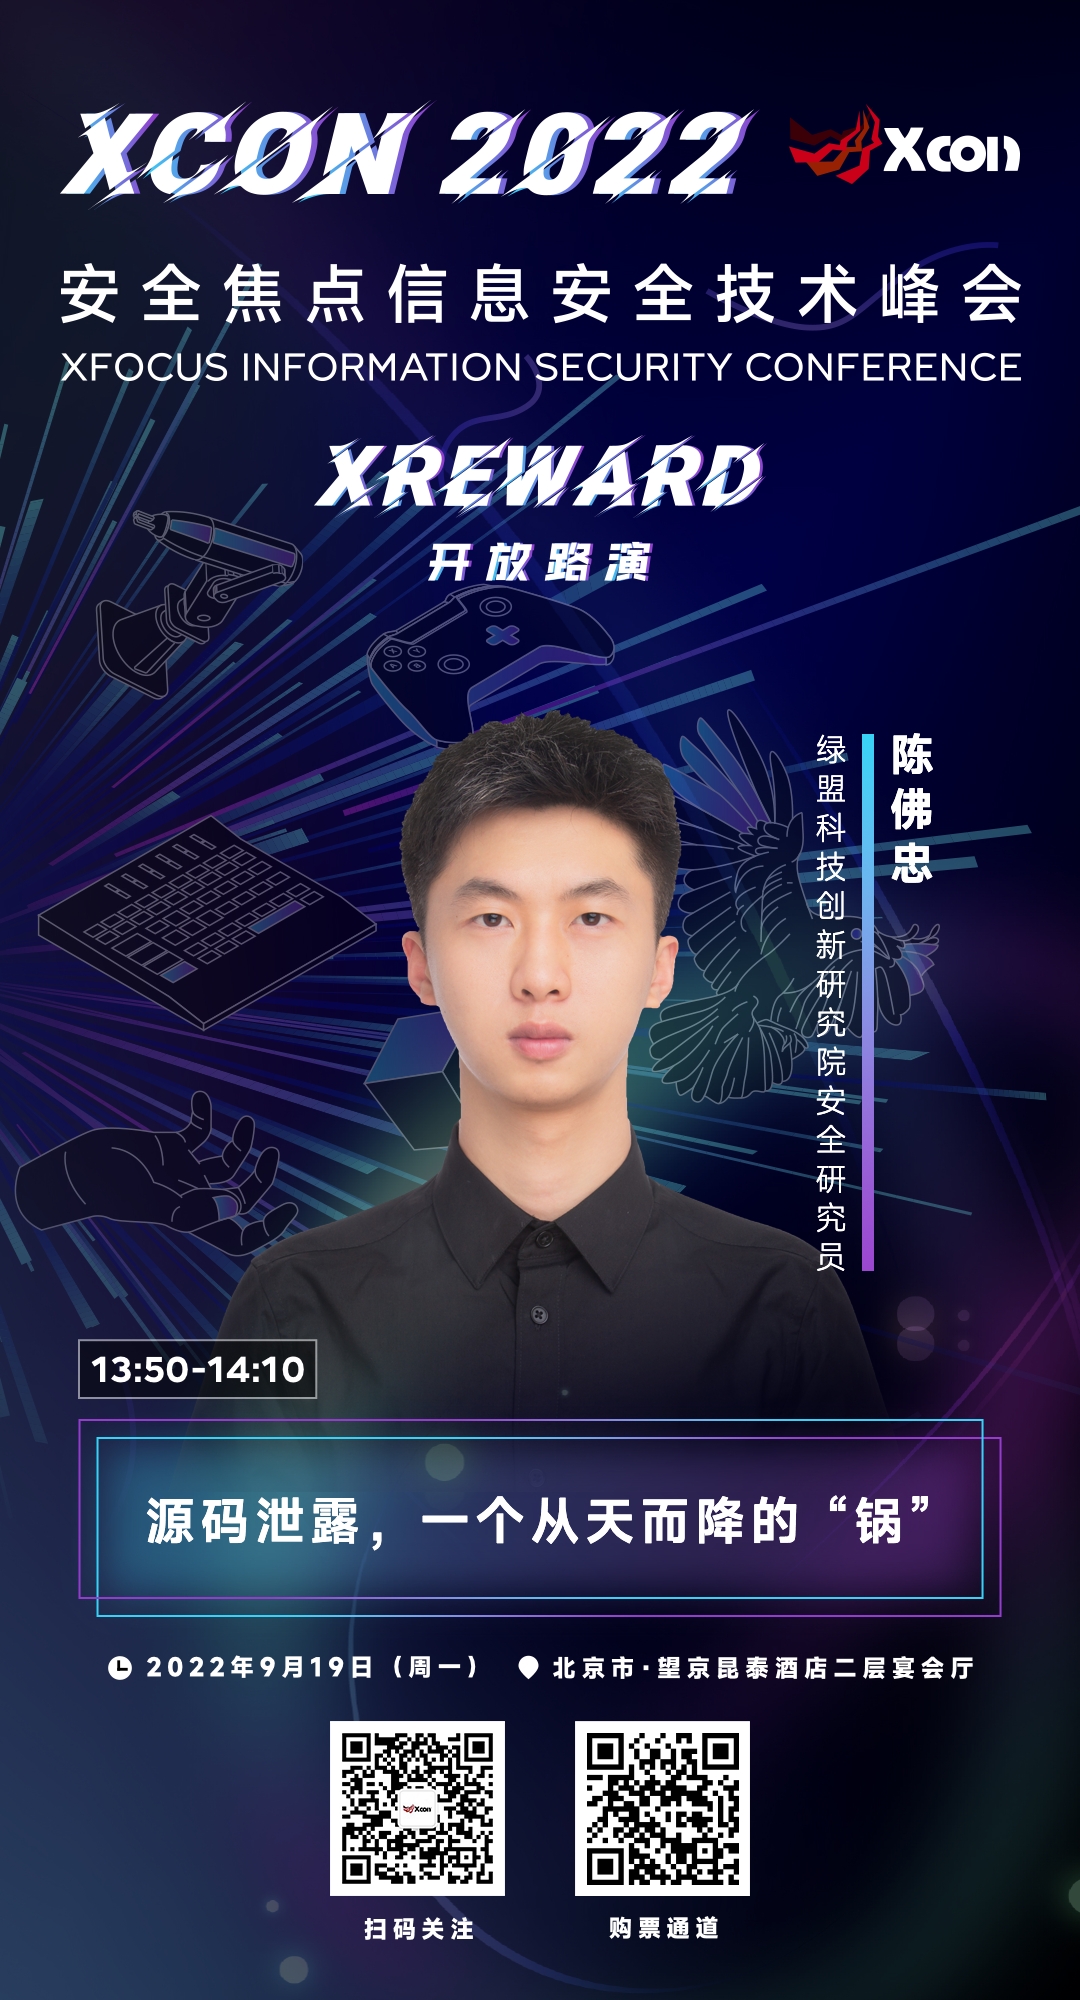 XCON 2022
Xcon
安全焦点信息安全技术峰会
XFOCUS INFORMATION SECURITY CONFERENCE
XREWARD
开放路演
陈佛忠
绿盟科技创新研究院安全研究员
13:50-14:10
源码泄露，一个从天而降的“锅”
2022年9月19日（周一）
北京市·望京昆泰酒店二层宴会厅
Xcon
扫码关注
购票通道